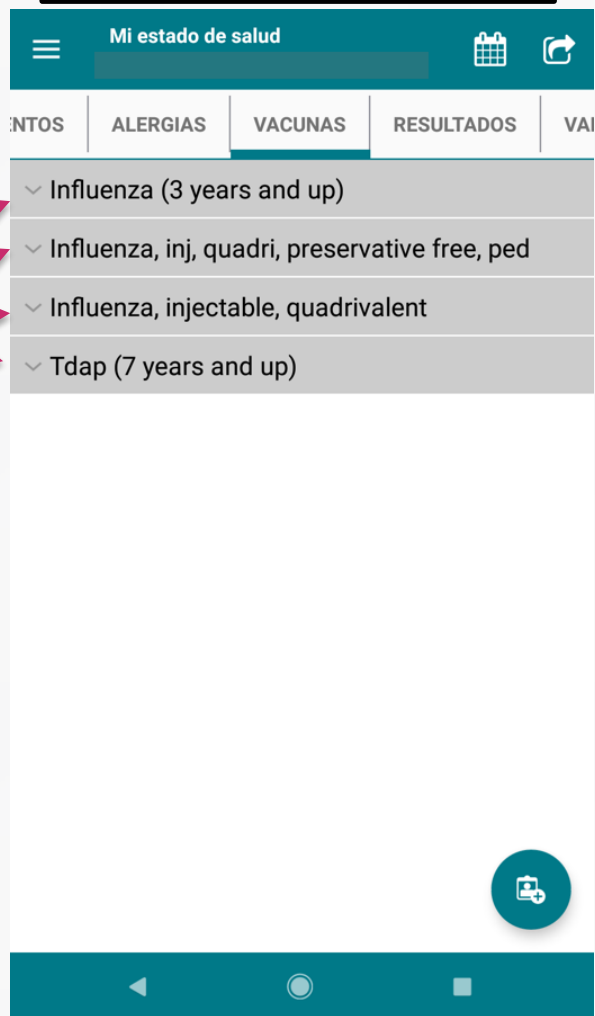 Mi estado de salud
NTOS ALERGIAS VACUNAS RESULTADOS
Influenza (3 years and up)
Influenza, inj, quadri, preservative free, ped
Influenza, injectable, quadrivalent
Tdap (7 years and up)